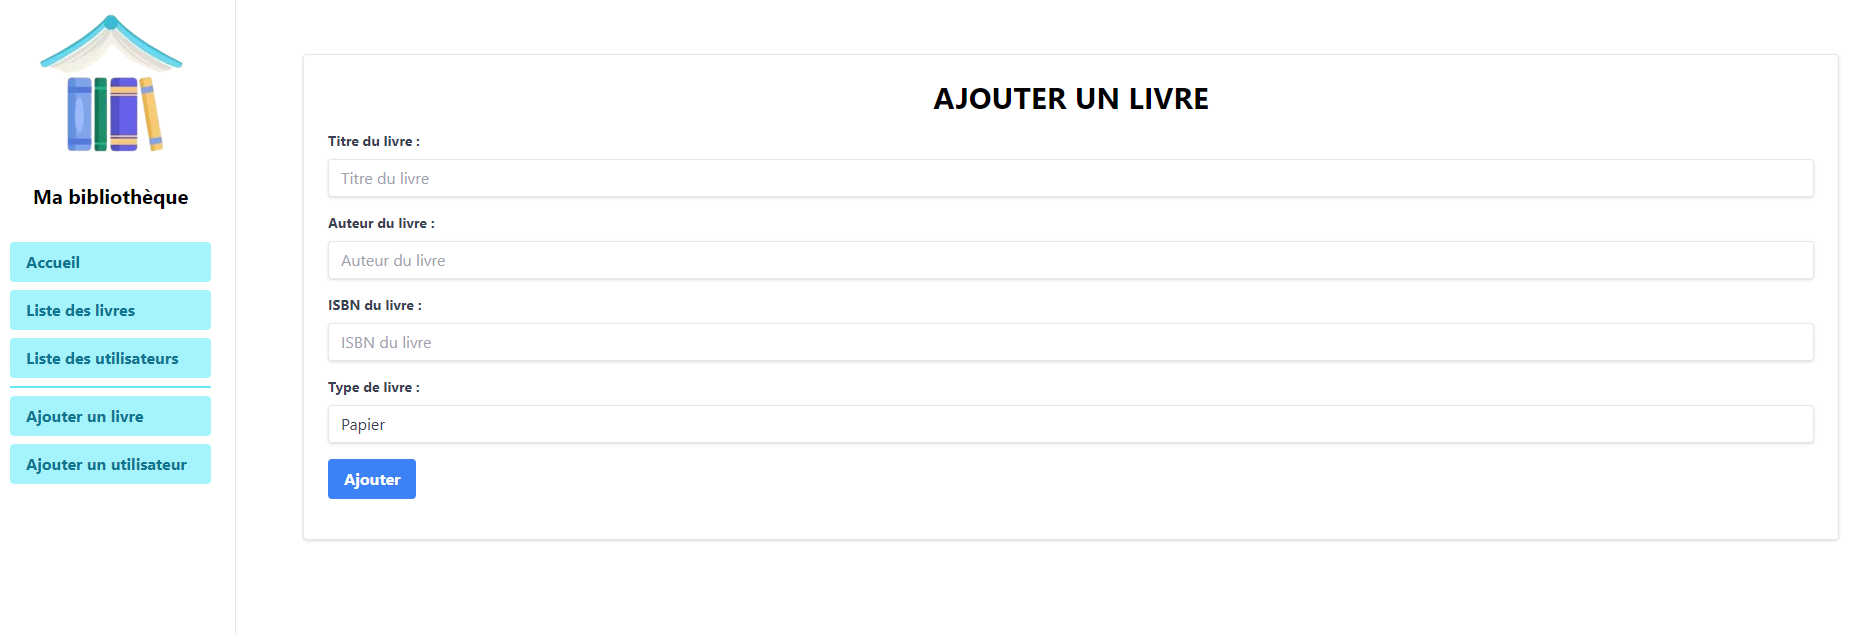 Ma bibliothèque
Accueil
Liste des livres
Liste des utilisateurs
Ajouter un livre
Ajouter un utilisateur
AJOUTER UN LIVRE
Titre du livre :
Titre du livre
Auteur du livre :
Auteur du livre
ISBN du livre :
ISBN du livre
Type de livre :
Papier
Ajouter